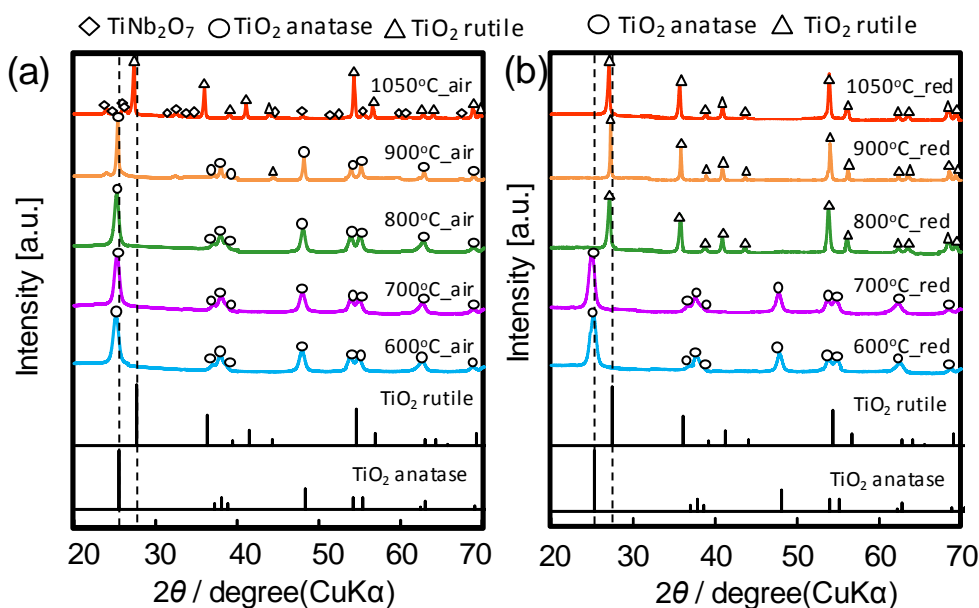 ◇ TiNb₂O₇ ○ TiO₂ anatase △ TiO₂ rutile
○ TiO₂ anatase △ TiO₂ rutile
(a)
1050°C_air
900°C_air
800°C_air
700°C_air
600°C_air
TiO₂ rutile
TiO₂ anatase
Intensity [a.u.]
20 30 40 50 60 70
2θ / degree(CuKα)
(b)
1050°C_red
900°C_red
800°C_red
700°C_red
600°C_red
TiO₂ rutile
TiO₂ anatase
Intensity [a.u.]
20 30 40 50 60 70
2θ / degree(CuKα)